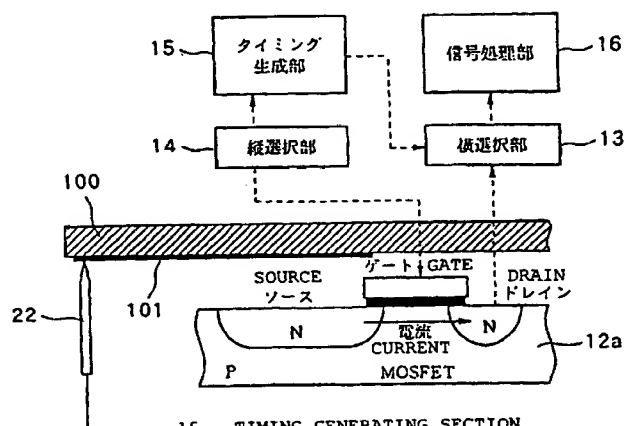 15
タイミング
生成部
信号処理部
16
14
縦選択部
横選択部
13
100
101
ゲート GATE
SOURCE
ソース
DRAIN
ドレイン
22
N
電流
CURRENT
N
12a
P
MOSFET
15 TIMING GENERATING SECTION